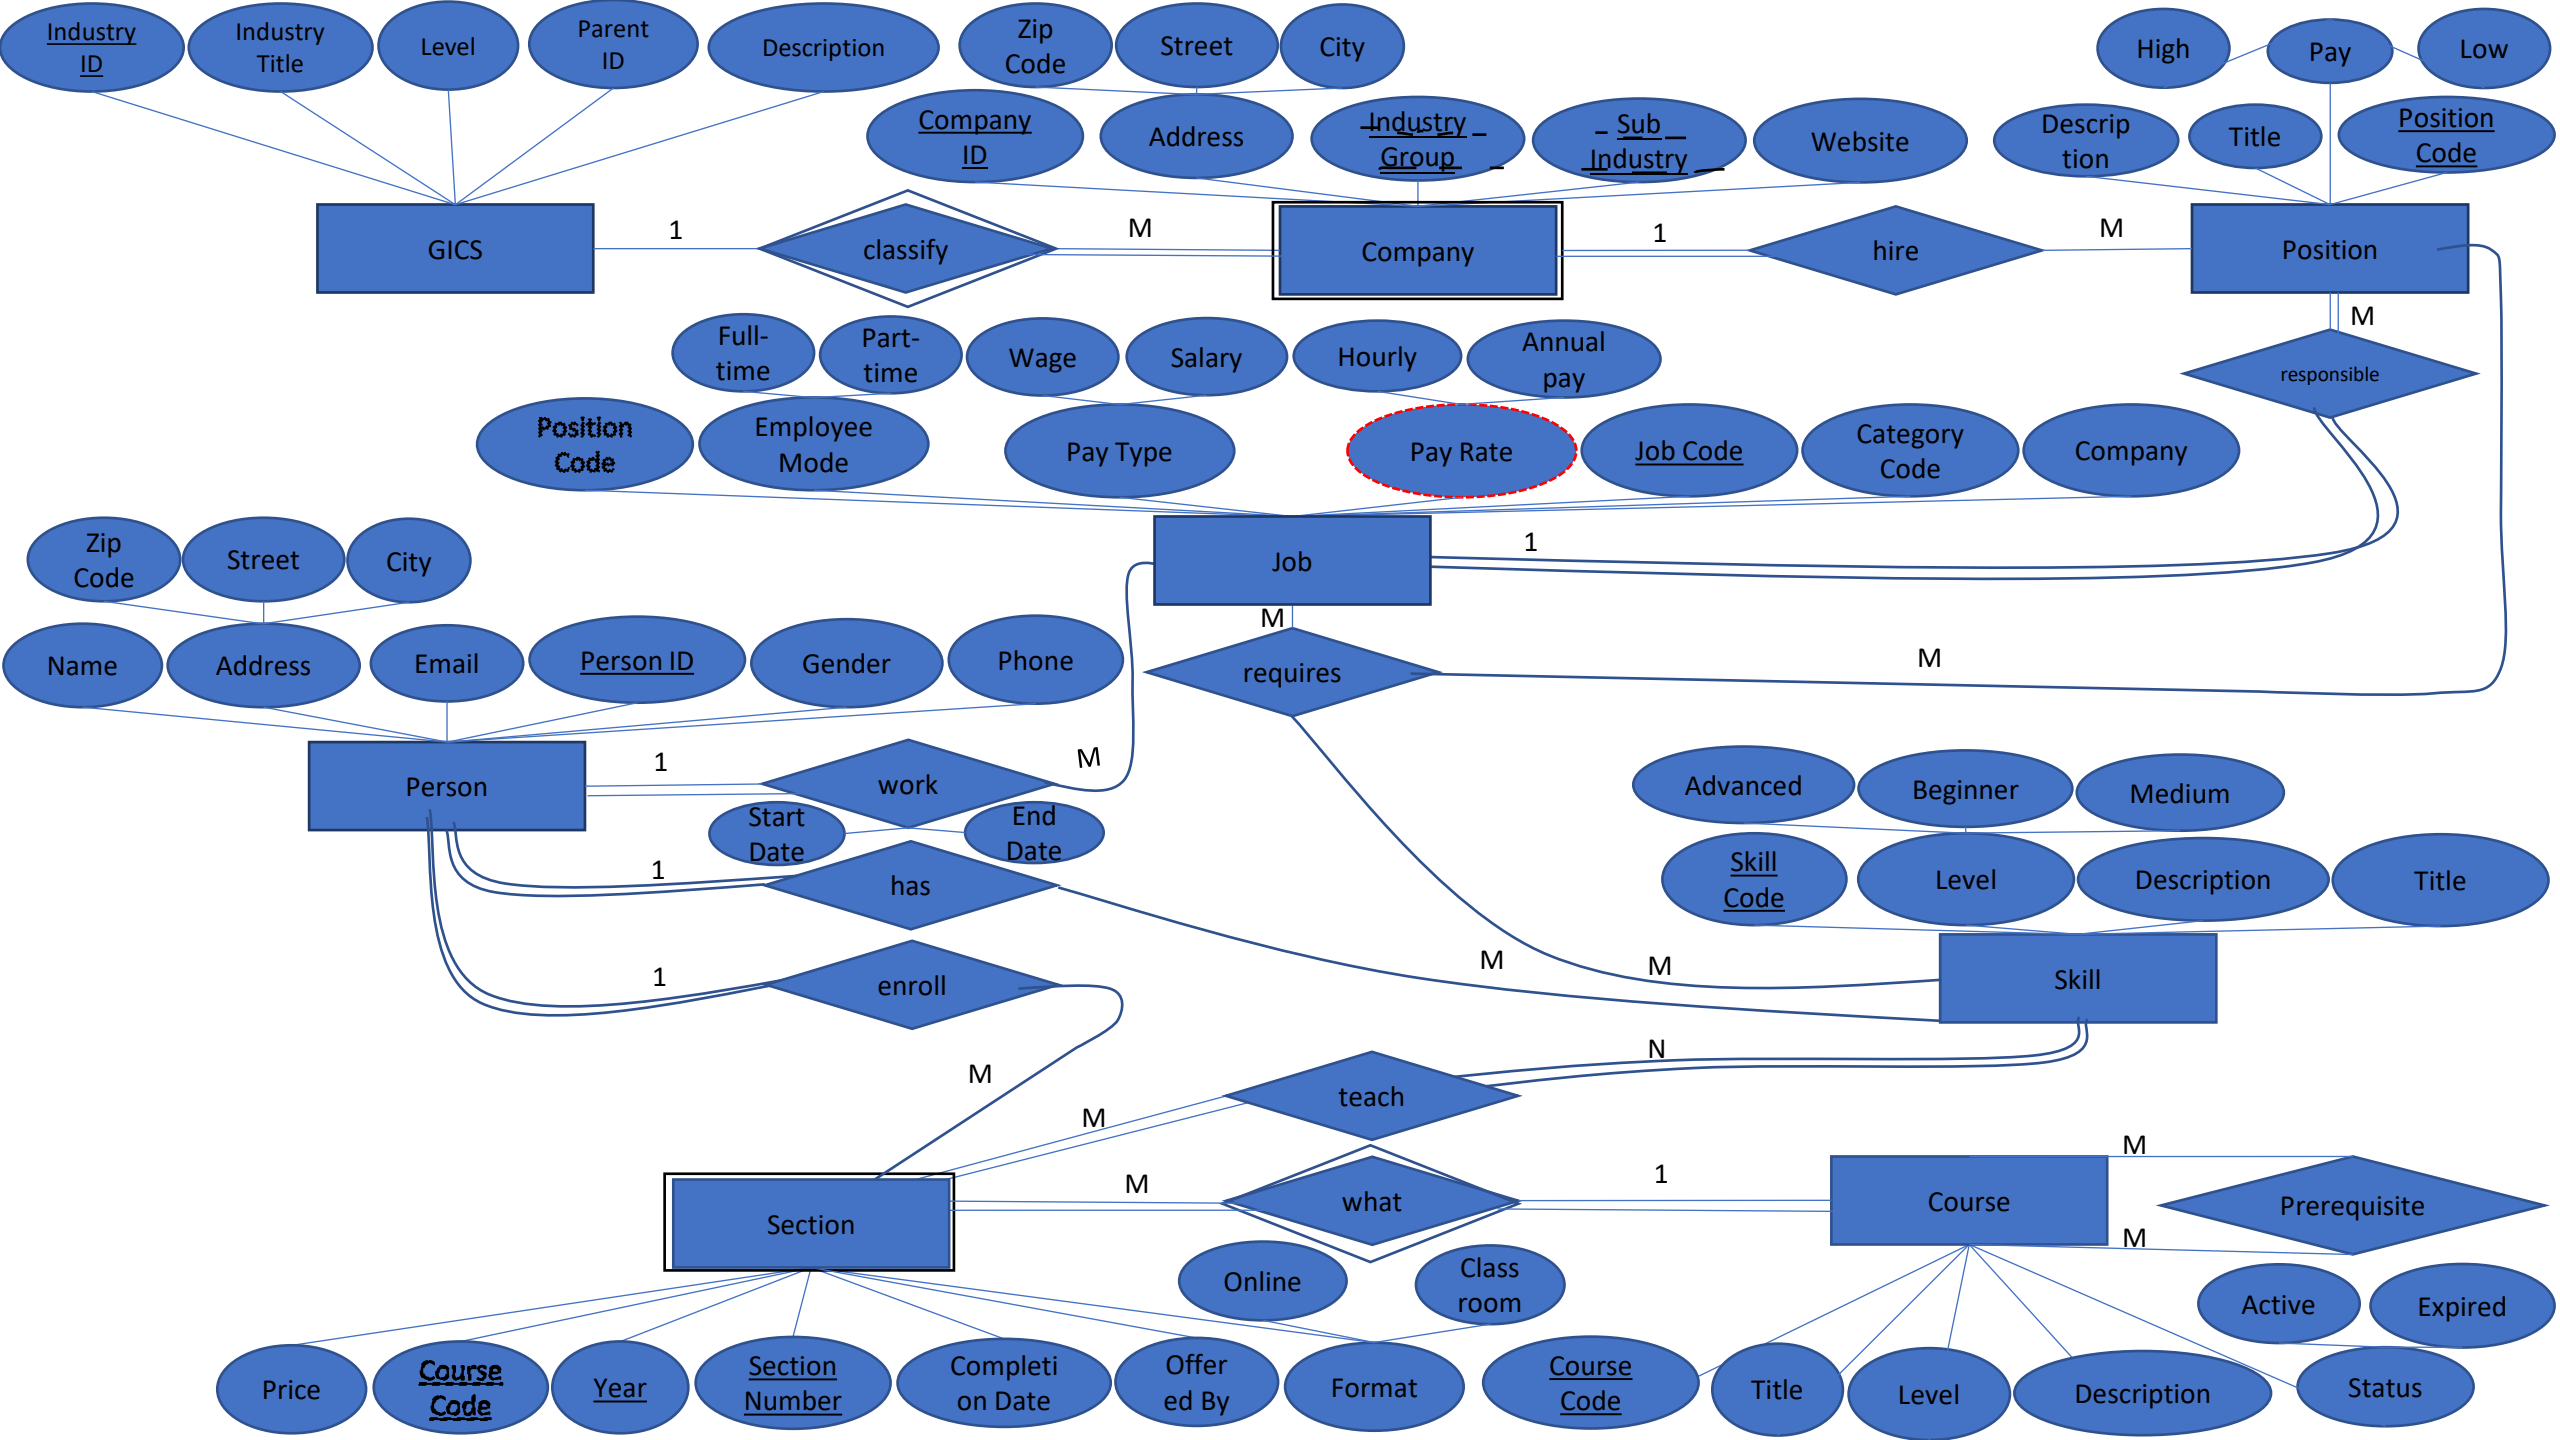 Industry
ID
Industry
Title
Level
Parent
ID
Description
Zip
Code
Street
City
High
Pay
Low
Company
ID
Address
Industry
Group
Sub
Industry
Website
Descrip
tion
Title
Position
Code
GICS
1
classify
M
Company
1
hire
M
Position
M
responsible
Full-
time
Part-
time
Wage
Salary
Hourly
Annual
pay
Position
Code
Employee
Mode
Pay Type
Pay Rate
Job Code
Category
Code
Company
Zip
Code
Street
City
Job
1
M
requires
M
Name
Address
Email
Person ID
Gender
Phone
Person
1
work
M
Start
Date
End
Date
1
has
M
M
1
enroll
M
Advanced
Beginner
Medium
Skill
Code
Level
Description
Title
Skill
N
teach
M
Section
M
what
1
Course
M
Prerequisite
M
Online
Class
room
Active
Expired
Price
Course
Code
Year
Section
Number
Completi
on Date
Offer
ed By
Format
Course
Code
Title
Level
Description
Status